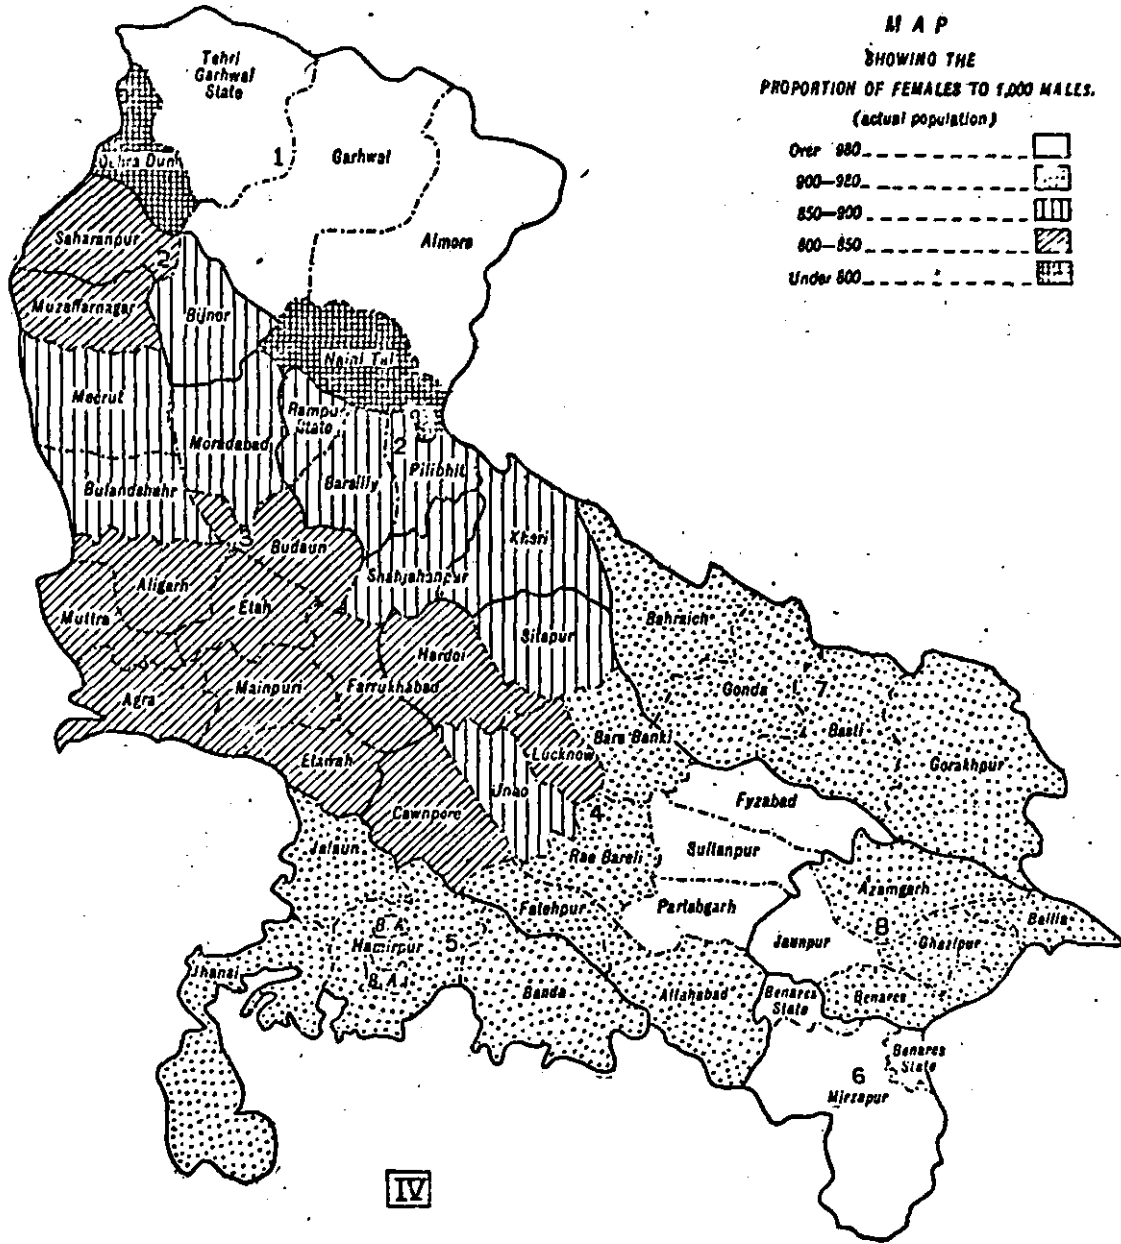 MAP
SHOWING THE
PROPORTION OF FEMALES TO 1,000 MALES.
(actual population)
Over 980
900—920
850—900
800—850
Under 800
Tehri
Garhwal
State
Dehra Dunh
1
Garhwal
Almora
Saharanpur
2
Muzaffarnagar
Bijnor
Naini Tal
Meerut
Rampur
State
Moradabad
2
Pilibhit
Bareilly
Bulandshahr
3
Budaun
Kheri
Shahjahanpur
Aligarh
Etah
4
Muttra
Bahraich
Sitapur
Hardoi
Agra
Mainpuri
Farrukhabad
Gonda
7
Basti
Bara Banki
Lucknow
Gorakhpur
Etawah
Unao
Fyzabad
Cawnpore
4
Jalaun
Rae Bareli
Sultanpur
Azamgarh
Fatehpur
Partabgarh
Ballia
B A
Hamirpur
5
Jaunpur
8
Ghazipur
Jhansi
B A
Banda
Allahabad
Benares
State
Benares
Benares
State
6
Mirzapur
IV